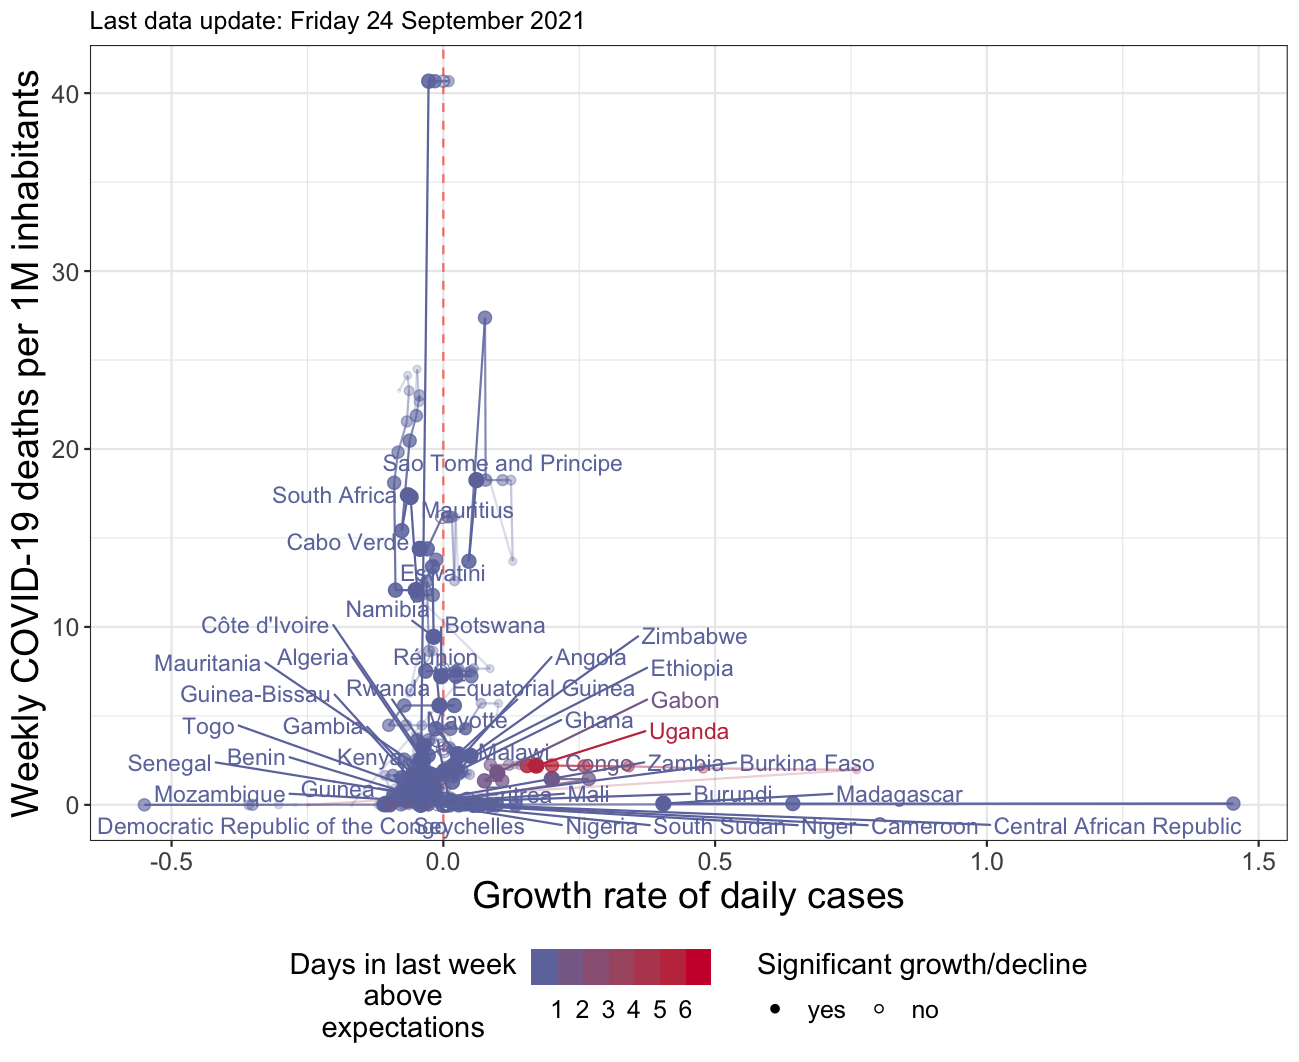 Last data update: Friday 24 September 2021
Weekly COVID-19 deaths per 1M inhabitants
40
30
20
10
0
Sao Tome and Principe
South Africa
Mauritius
Cabo Verde
Eswatini
Namibia
Côte d'Ivoire
Botswana
Zimbabwe
Mauritania
Algeria
Réunion
Angola
Ethiopia
Guinea-Bissau
Rwanda
Equatorial Guinea
Gabon
Togo
Gambia
Mayotte
Ghana
Uganda
Senegal
Benin
Kenya
Malawi
Congo
Zambia
Burkina Faso
Mozambique
Guinea
Mali
Burundi
Madagascar
Democratic Republic of the Congo
Seychelles
Nigeria
South Sudan
Niger
Cameroon
Central African Republic
-0.5
0.0
0.5
1.0
1.5
Growth rate of daily cases
Days in last week
above
expectations
1 2 3 4 5 6
Significant growth/decline
yes
no